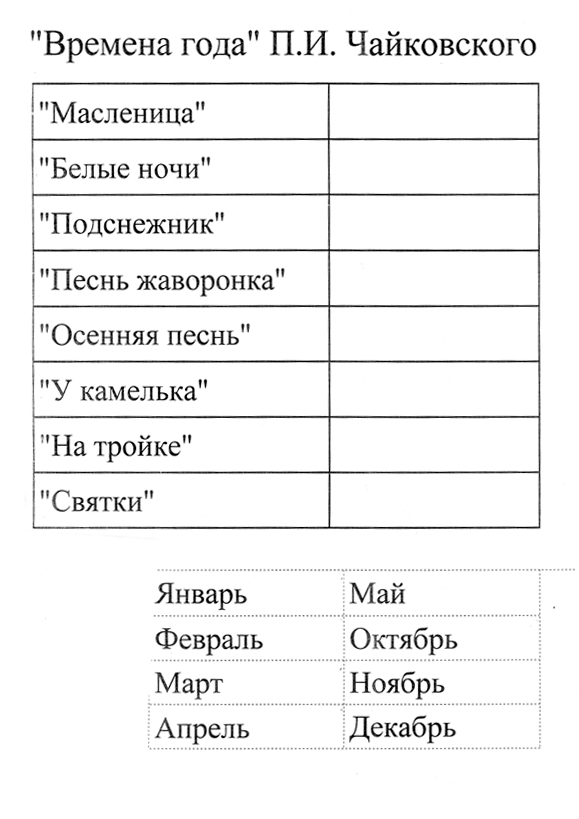 "Времена года" П.И. Чайковского
"Масленица"
"Белые ночи"
"Подснежник"
"Песнь жаворонка"
"Осенняя песнь"
"У камелька"
"На тройке"
"Святки"
Январь Май
Февраль Октябрь
Март Ноябрь
Апрель Декабрь